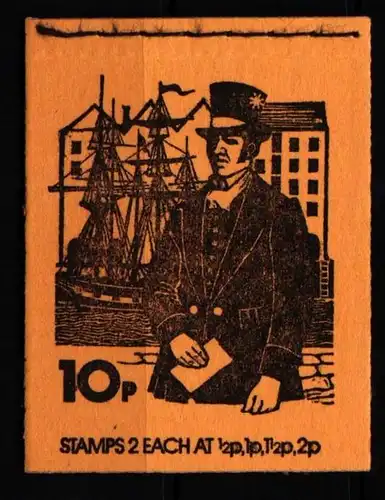 10p
STAMPS 2 EACH AT ½p,1p,1½p,2p